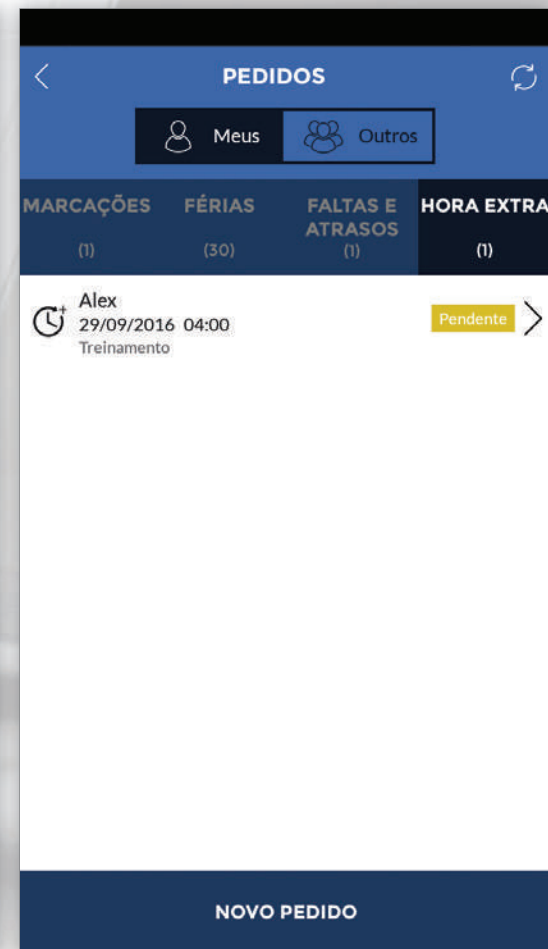 PEDIDOS
Meus Outros
MARCAÇÕES FÉRIAS FALTAS E ATRASOS HORA EXTRA
(1) (30) (1) (1)
Alex
29/09/2016 04:00 Pendente
Treinamento
NOVO PEDIDO